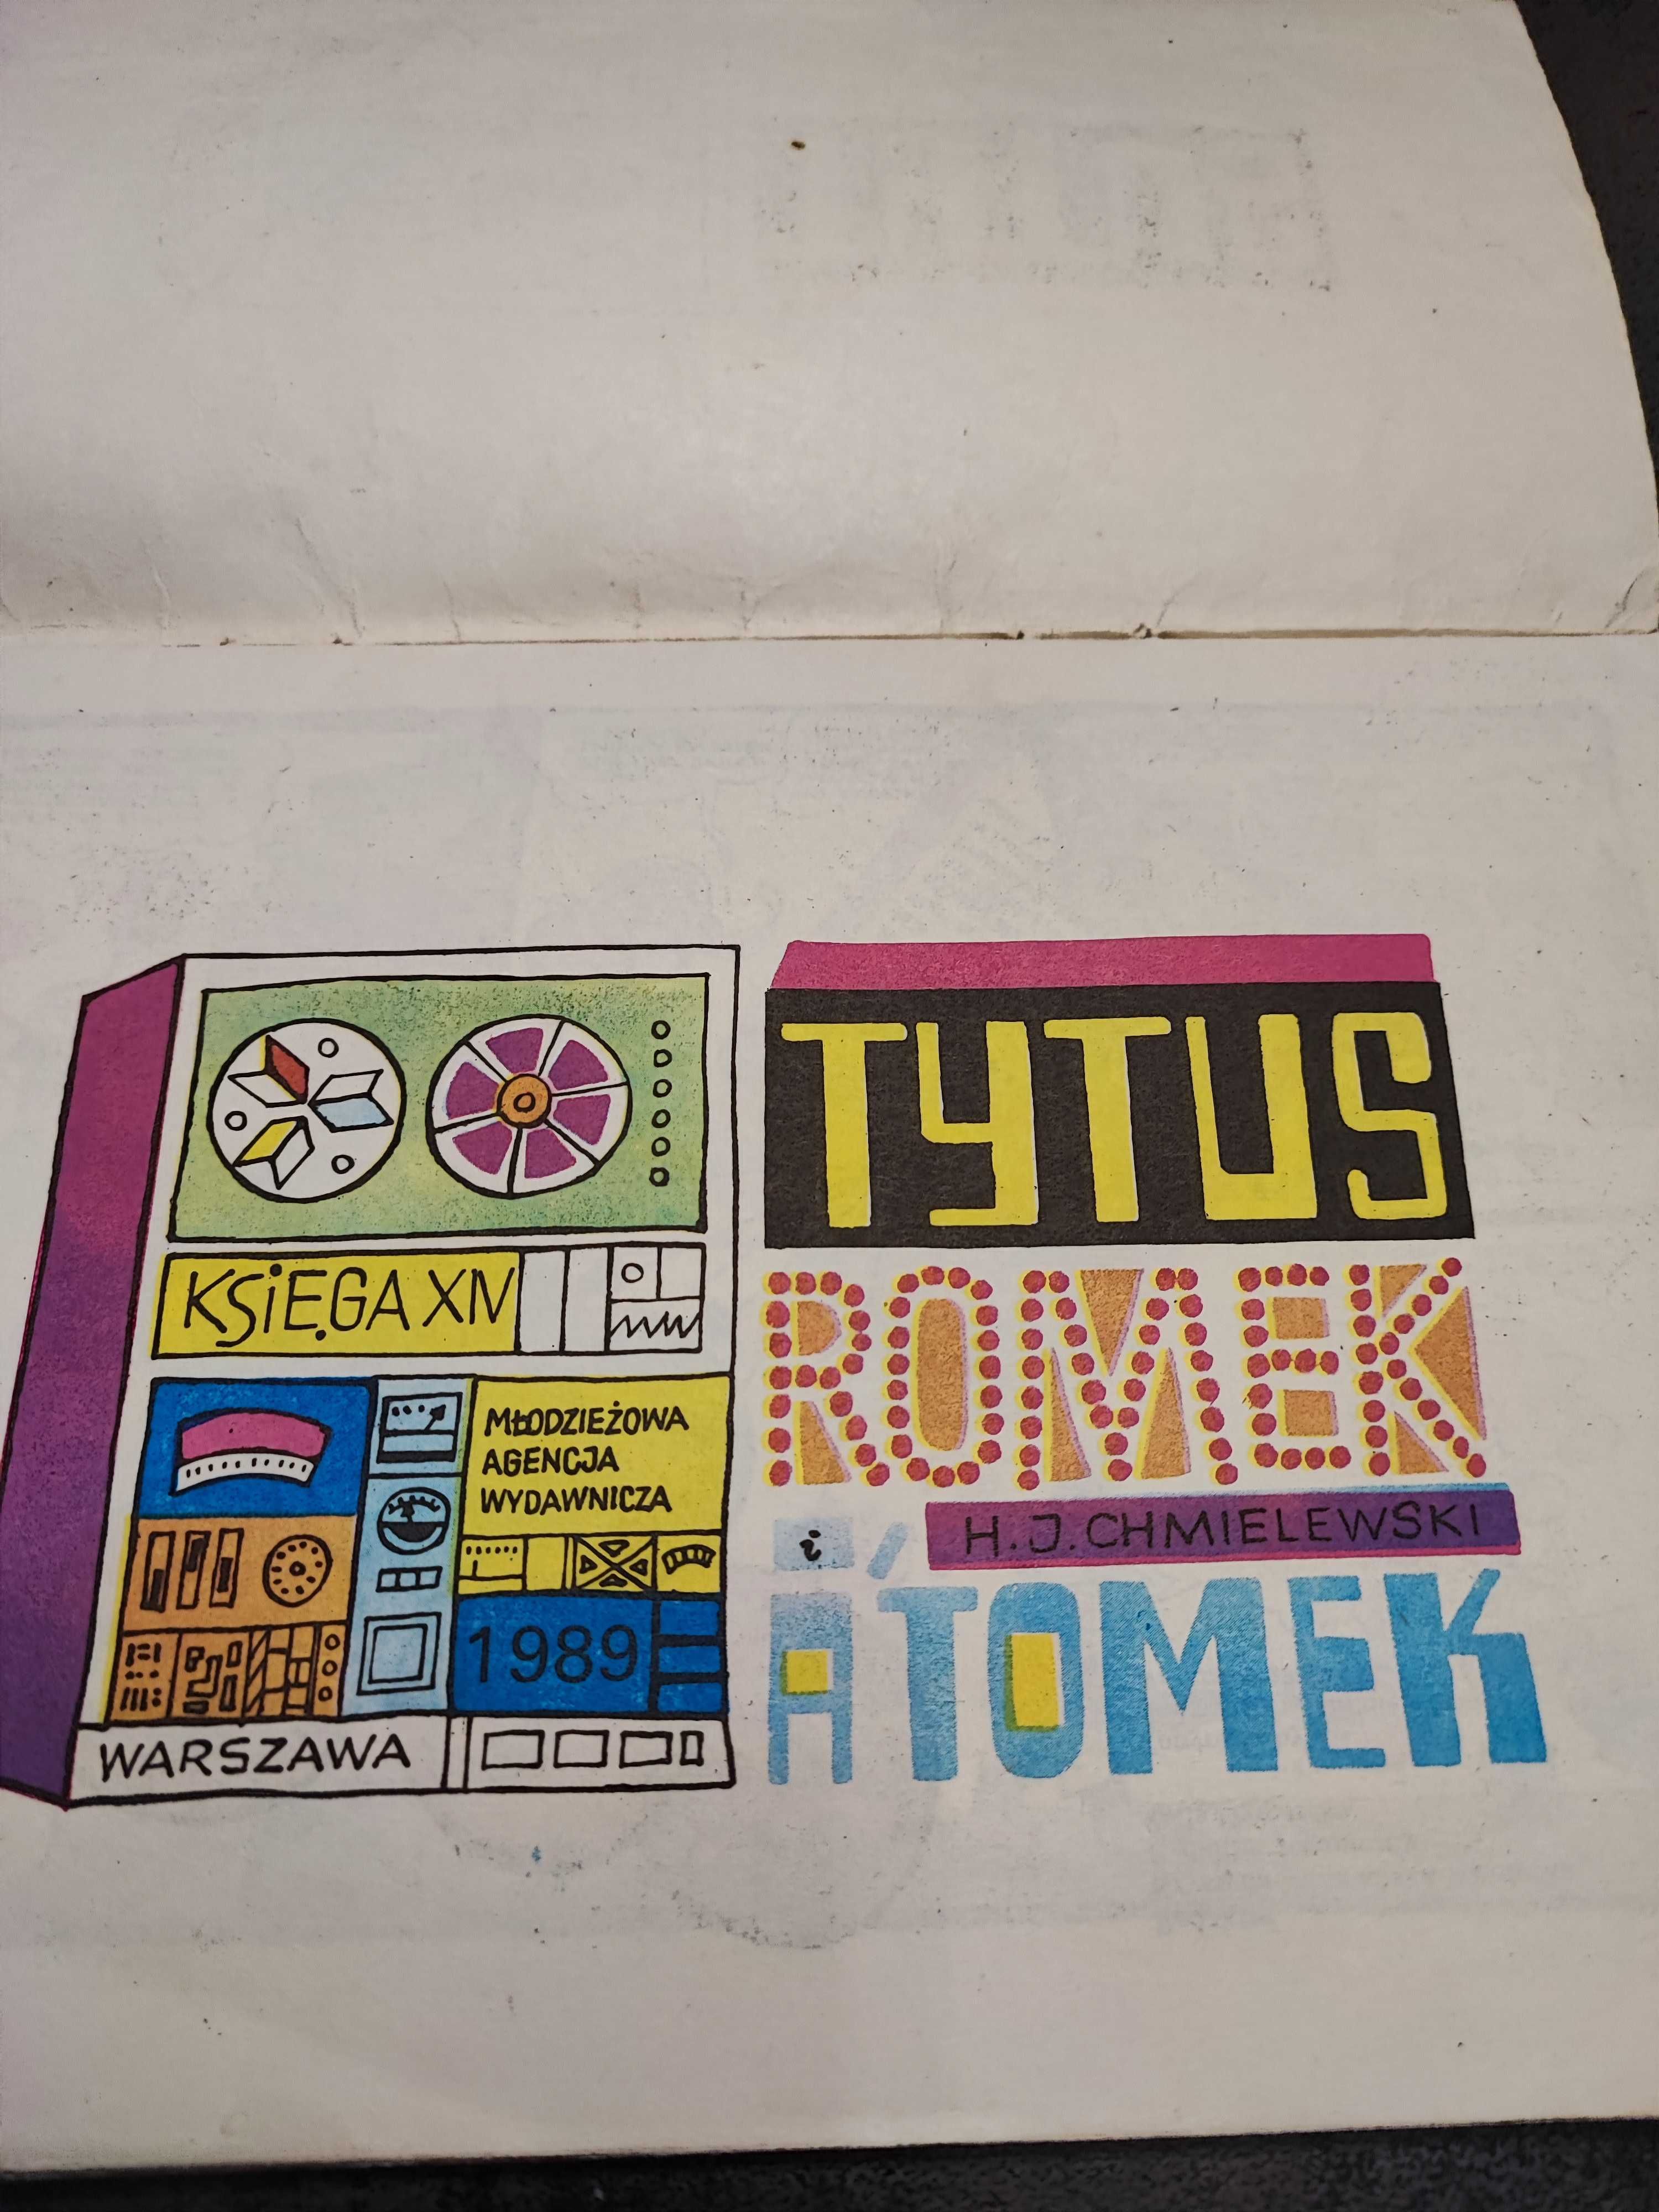 KSIĘGA XIV
MŁODZIEŻOWA
AGENCJA
WYDAWNICZA
1989
WARSZAWA
TYTUS
ROMEK
i
H.J.CHMIELEWSKI
A'TOMEK